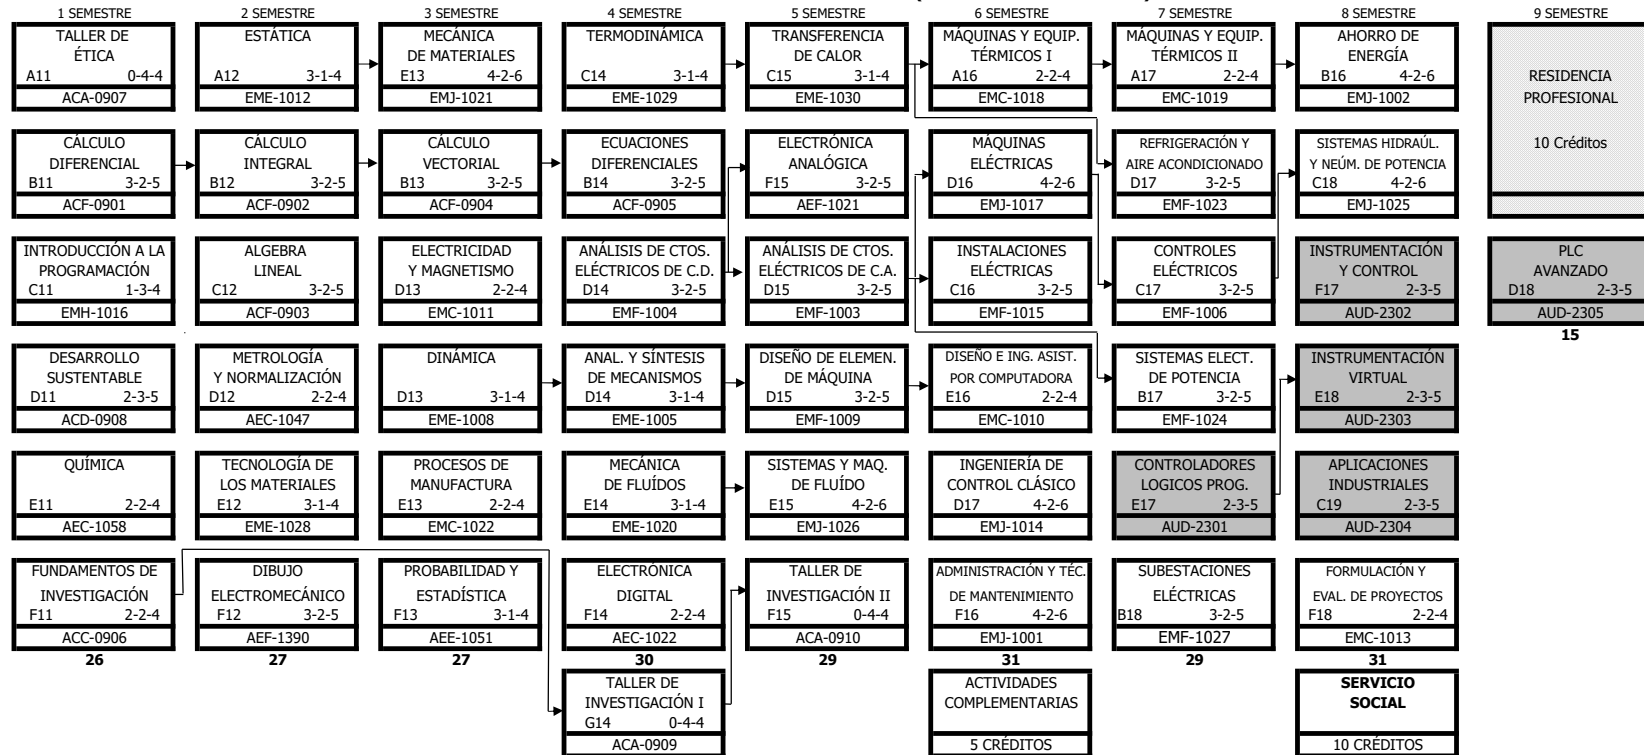 1 SEMESTRE
2 SEMESTRE
3 SEMESTRE
4 SEMESTRE
5 SEMESTRE
6 SEMESTRE
7 SEMESTRE
8 SEMESTRE
9 SEMESTRE
TALLER DE
ÉTICA
A11 0-4-4
ACA-0907
ESTÁTICA
A12 3-1-4
EME-1012
MECÁNICA
DE MATERIALES
E13 4-2-6
EMJ-1021
TERMODINÁMICA
C14 3-1-4
EME-1029
TRANSFERENCIA
DE CALOR
C15 3-1-4
EME-1030
MÁQUINAS Y EQUIP.
TÉRMICOS I
A16 2-2-4
EMC-1018
MÁQUINAS Y EQUIP.
TÉRMICOS II
A17 2-2-4
EMC-1019
AHORRO DE
ENERGÍA
B16 4-2-6
EMJ-1002
RESIDENCIA
PROFESIONAL
10 Créditos
CÁLCULO
DIFERENCIAL
B11 3-2-5
ACF-0901
CÁLCULO
INTEGRAL
B12 3-2-5
ACF-0902
CÁLCULO
VECTORIAL
B13 3-2-5
ACF-0904
ECUACIONES
DIFERENCIALES
B14 3-2-5
ACF-0905
ELECTRÓNICA
ANALÓGICA
F15 3-2-5
AEF-1021
MÁQUINAS
ELÉCTRICAS
D16 4-2-6
EMJ-1017
REFRIGERACIÓN Y
AIRE ACONDICIONADO
D17 3-2-5
EMF-1023
SISTEMAS HIDRAÚL.
Y NEÚM. DE POTENCIA
C18 4-2-6
EMJ-1025
INTRODUCCIÓN A LA
PROGRAMACIÓN
C11 1-3-4
EMH-1016
ALGEBRA
LINEAL
C12 3-2-5
ACF-0903
ELECTRICIDAD
Y MAGNETISMO
D13 2-2-4
EMC-1011
ANÁLISIS DE CTOS.
ELÉCTRICOS DE C.D.
D14 3-2-5
EMF-1004
ANÁLISIS DE CTOS.
ELÉCTRICOS DE C.A.
D15 3-2-5
EMF-1003
INSTALACIONES
ELÉCTRICAS
C16 3-2-5
EMF-1015
CONTROLES
ELÉCTRICOS
C17 3-2-5
EMF-1006
INSTRUMENTACIÓN
Y CONTROL
F17 2-3-5
AUD-2302
PLC
AVANZADO
D18 2-3-5
AUD-2305
15
DESARROLLO
SUSTENTABLE
D11 2-3-5
ACD-0908
METROLOGÍA
Y NORMALIZACIÓN
D12 2-2-4
AEC-1047
DINÁMICA
D13 3-1-4
EME-1008
ANAL. Y SÍNTESIS
DE MECANISMOS
D14 3-1-4
EME-1005
DISEÑO DE ELEMEN.
DE MÁQUINA
D15 3-2-5
EMF-1009
DISEÑO E ING. ASIST.
POR COMPUTADORA
E16 2-2-4
EMC-1010
SISTEMAS ELECT.
DE POTENCIA
B17 3-2-5
EMF-1024
INSTRUMENTACIÓN
VIRTUAL
E18 2-3-5
AUD-2303
QUÍMICA
E11 2-2-4
AEC-1058
TECNOLOGÍA DE
LOS MATERIALES
E12 3-1-4
EME-1028
PROCESOS DE
MANUFACTURA
E13 2-2-4
EMC-1022
MECÁNICA
DE FLUÍDOS
E14 3-1-4
EME-1020
SISTEMAS Y MAQ.
DE FLUÍDO
E15 4-2-6
EMJ-1026
INGENIERÍA DE
CONTROL CLÁSICO
D17 4-2-6
EMJ-1014
CONTROLADORES
LOGICOS PROG.
E17 2-3-5
AUD-2301
APLICACIONES
INDUSTRIALES
C19 2-3-5
AUD-2304
FUNDAMENTOS DE
INVESTIGACIÓN
F11 2-2-4
ACC-0906
DIBUJO
ELECTROMECÁNICO
F12 3-2-5
AEF-1390
PROBABILIDAD Y
ESTADÍSTICA
F13 3-1-4
AEE-1051
ELECTRÓNICA
DIGITAL
F14 2-2-4
AEC-1022
TALLER DE
INVESTIGACIÓN II
F15 0-4-4
ACA-0910
ADMINISTRACIÓN Y TÉC.
DE MANTENIMIENTO
F16 4-2-6
EMJ-1001
SUBESTACIONES
ELÉCTRICAS
B18 3-2-5
EMF-1027
FORMULACIÓN Y
EVAL. DE PROYECTOS
F18 2-2-4
EMC-1013
26
27
27
30
29
31
29
31
TALLER DE
INVESTIGACIÓN I
G14 0-4-4
ACA-0909
ACTIVIDADES
COMPLEMENTARIAS
5 CRÉDITOS
SERVICIO
SOCIAL
10 CRÉDITOS